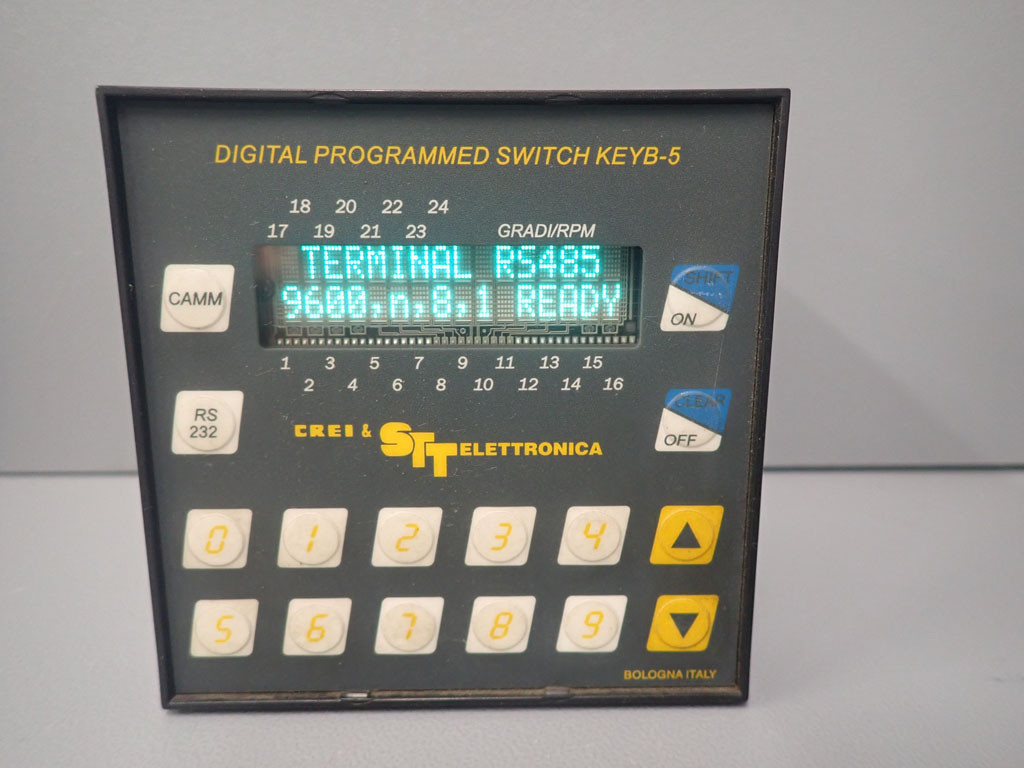 DIGITAL PROGRAMMED SWITCH KEYB-5
18 20 22 24
17 19 21 23 GRADI/RPM
TERMINAL RS485
9600,n,8,1 READY
CAMM
SHIFT
ON
1 3 5 7 9 11 13 15
2 4 6 8 10 12 14 16
RS
232
CLEAR
OFF
CREI & STT ELETTRONICA
0 1 2 3 4 ▲
5 6 7 8 9 ▼
BOLOGNA ITALY